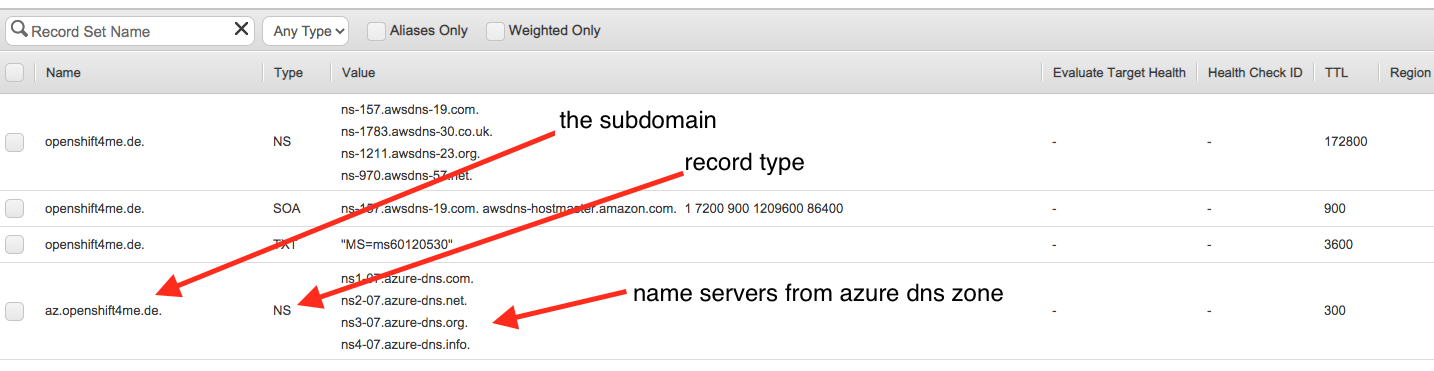 Record Set Name Any Type Aliases Only Weighted Only
Name Type Value Evaluate Target Health Health Check ID TTL Region
ns-157.awsdns-19.com.
the subdomain
ns-1783.awsdns-30.co.uk.
openshift4me.de. NS - - 172800
ns-1211.awsdns-23.org.
record type
ns-970.awsdns-57.net.
openshift4me.de. SOA ns-157.awsdns-19.com. awsdns-hostmaster.amazon.com. 1 7200 900 1209600 86400 - - 900
openshift4me.de. TXT "MS=ms60120530" - - 3600
ns1-07.azure-dns.com.
name servers from azure dns zone
ns2-07.azure-dns.net.
az.openshift4me.de. NS - - 300
ns3-07.azure-dns.org.
ns4-07.azure-dns.info.